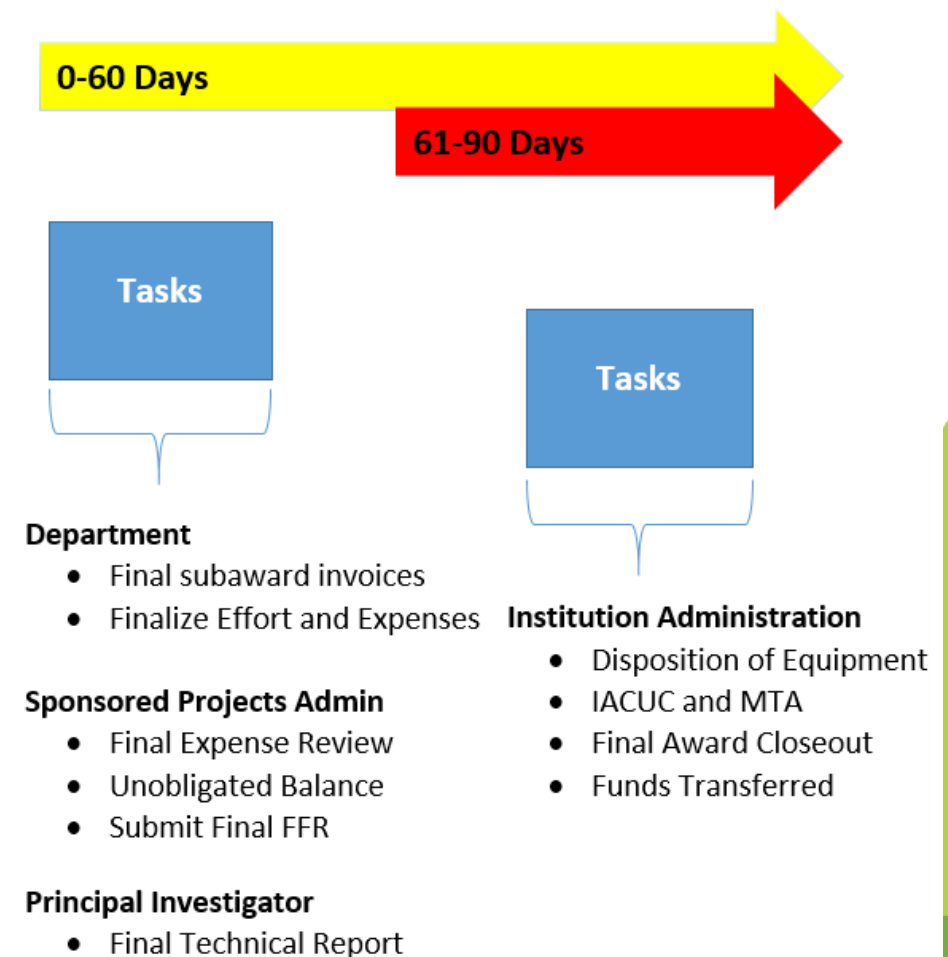 0-60 Days
61-90 Days
Tasks
Tasks
Department
• Final subaward invoices
• Finalize Effort and Expenses
Sponsored Projects Admin
• Final Expense Review
• Unobligated Balance
• Submit Final FFR
Principal Investigator
• Final Technical Report
Institution Administration
• Disposition of Equipment
• IACUC and MTA
• Final Award Closeout
• Funds Transferred